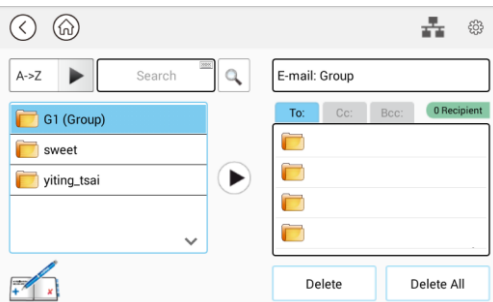 A->Z
Search
E-mail: Group
To:
Cc:
Bcc:
0 Recipient
G1 (Group)
sweet
yiting_tsai
Delete
Delete All